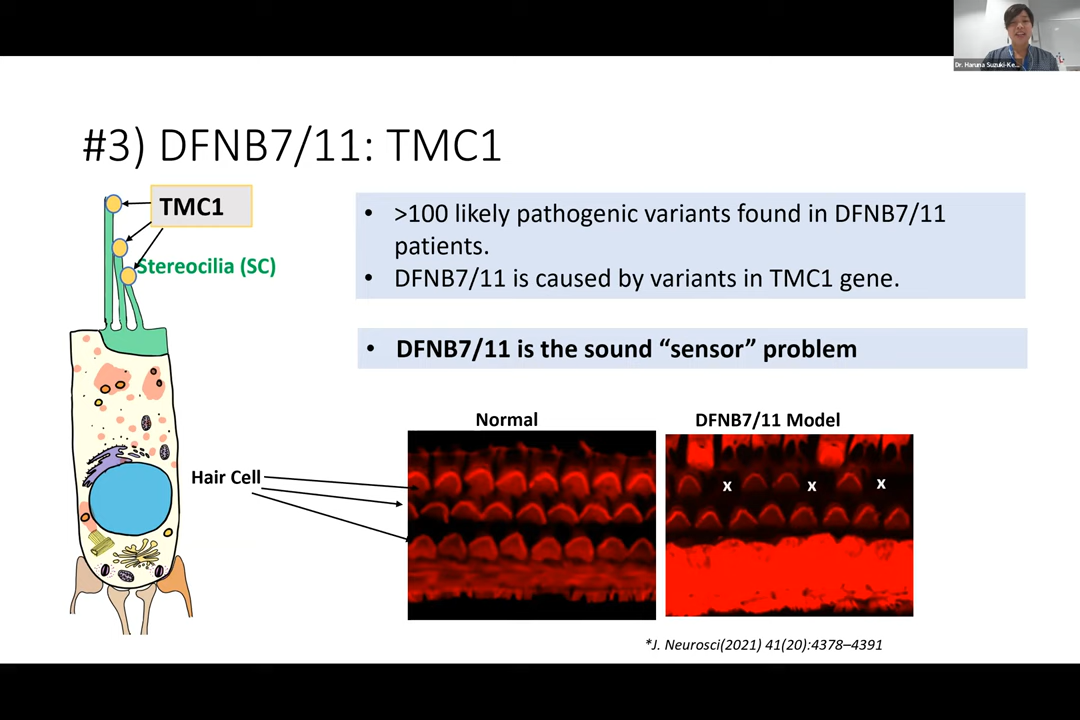 Dr. Haruna Suzuki-Ke...
#3) DFNB7/11: TMC1
TMC1
Stereocilia (SC)
• >100 likely pathogenic variants found in DFNB7/11
patients.
• DFNB7/11 is caused by variants in TMC1 gene.
• DFNB7/11 is the sound “sensor” problem
Normal
DFNB7/11 Model
Hair Cell
x x x
*J. Neurosci(2021) 41(20):4378–4391